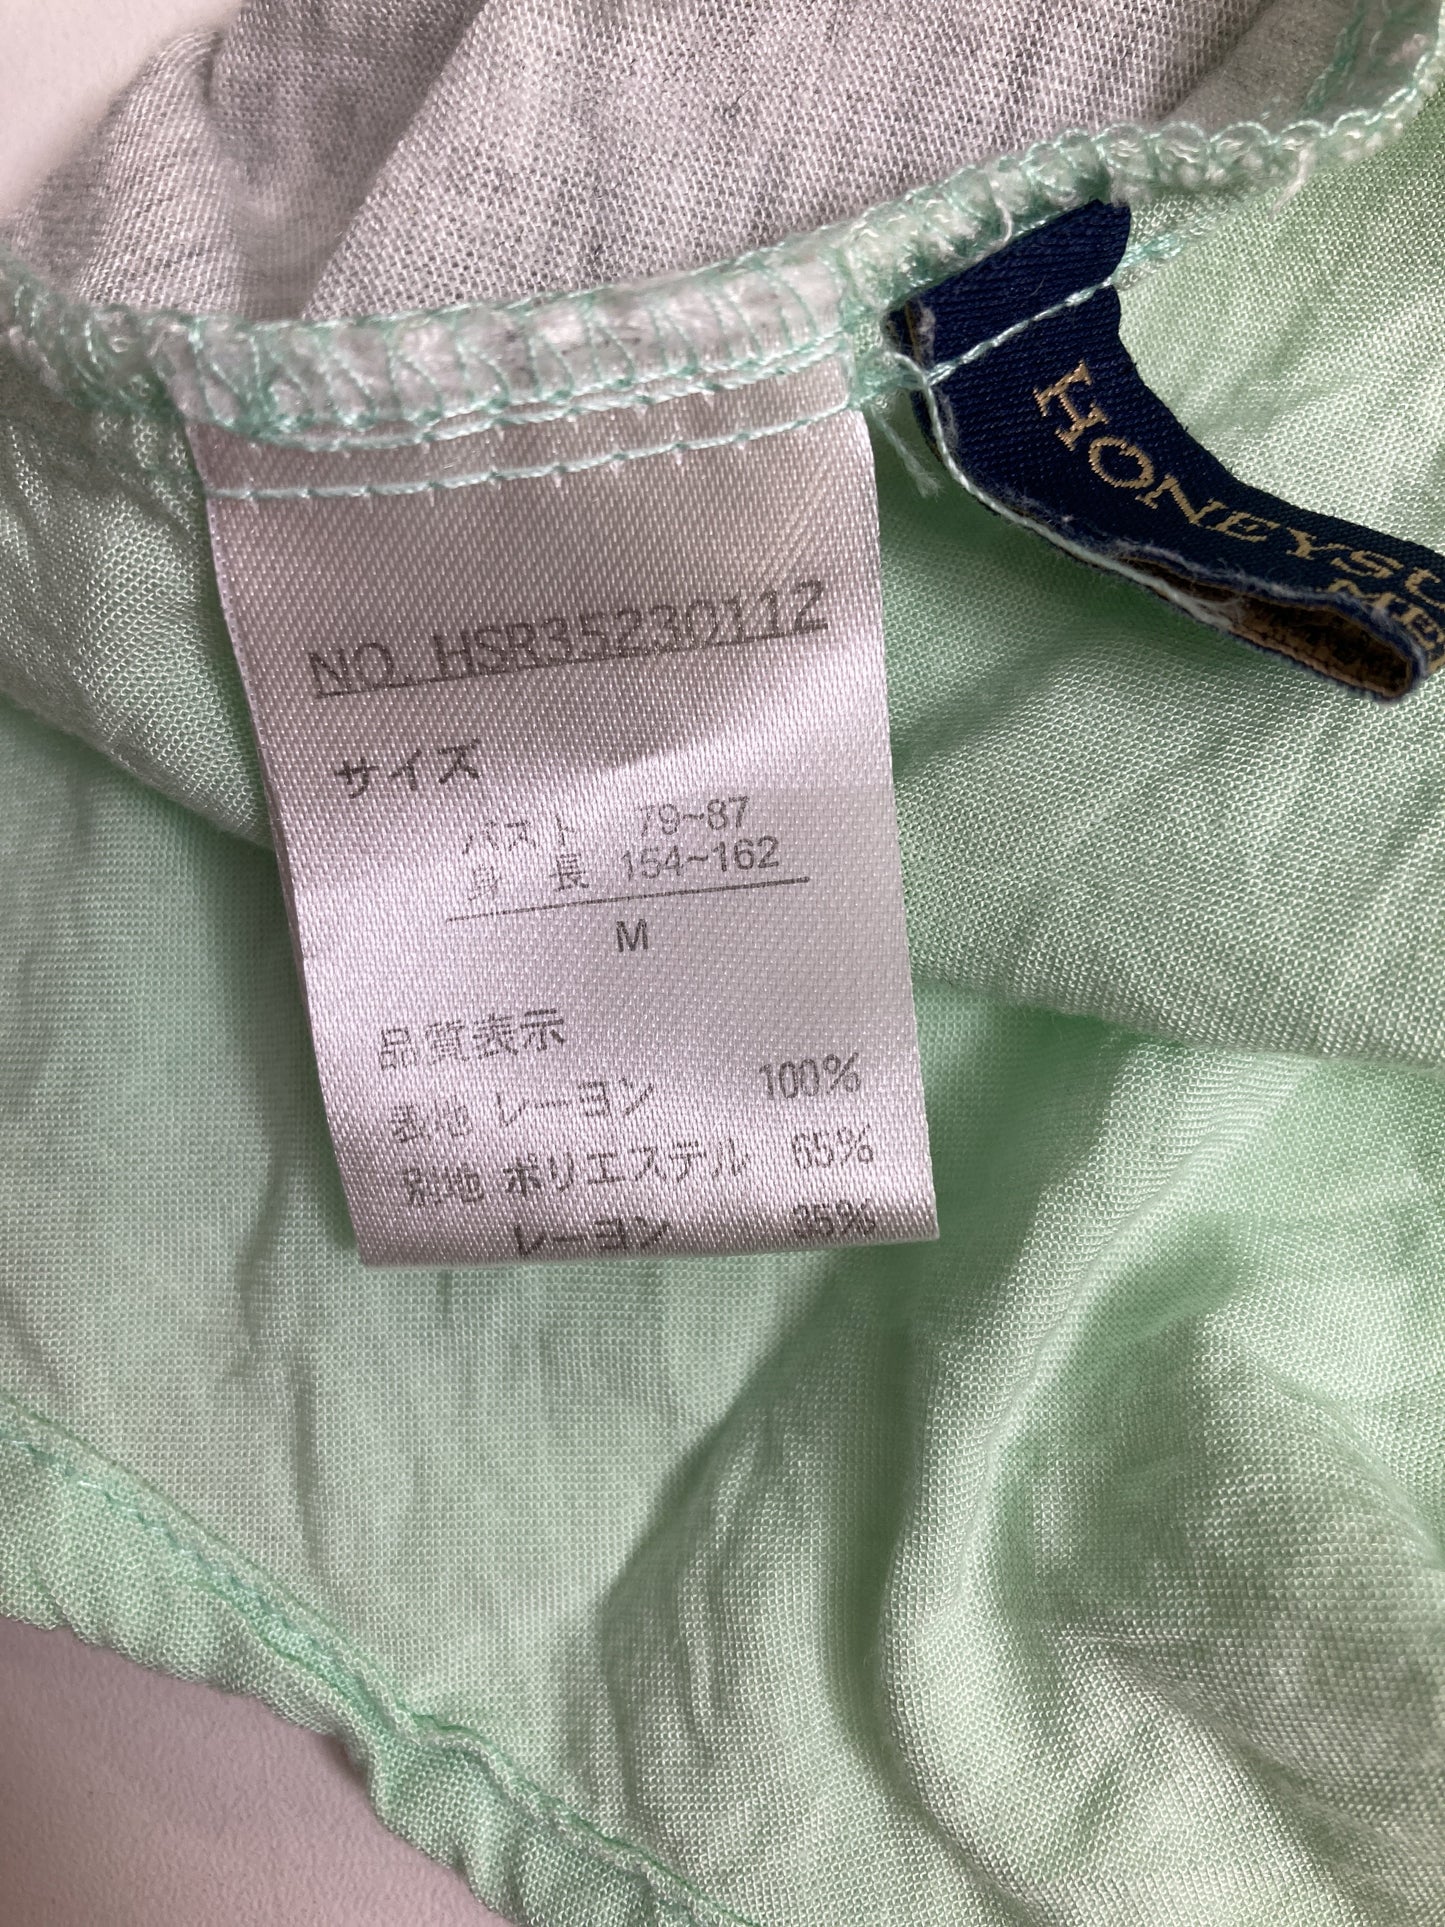 HONEYSU
NO. HSR35230112
サイズ
バスト 79~87
身長 154~162
M
品質表示
表地 レーヨン 100%
別地 ポリエステル 65%
レーヨン 35%